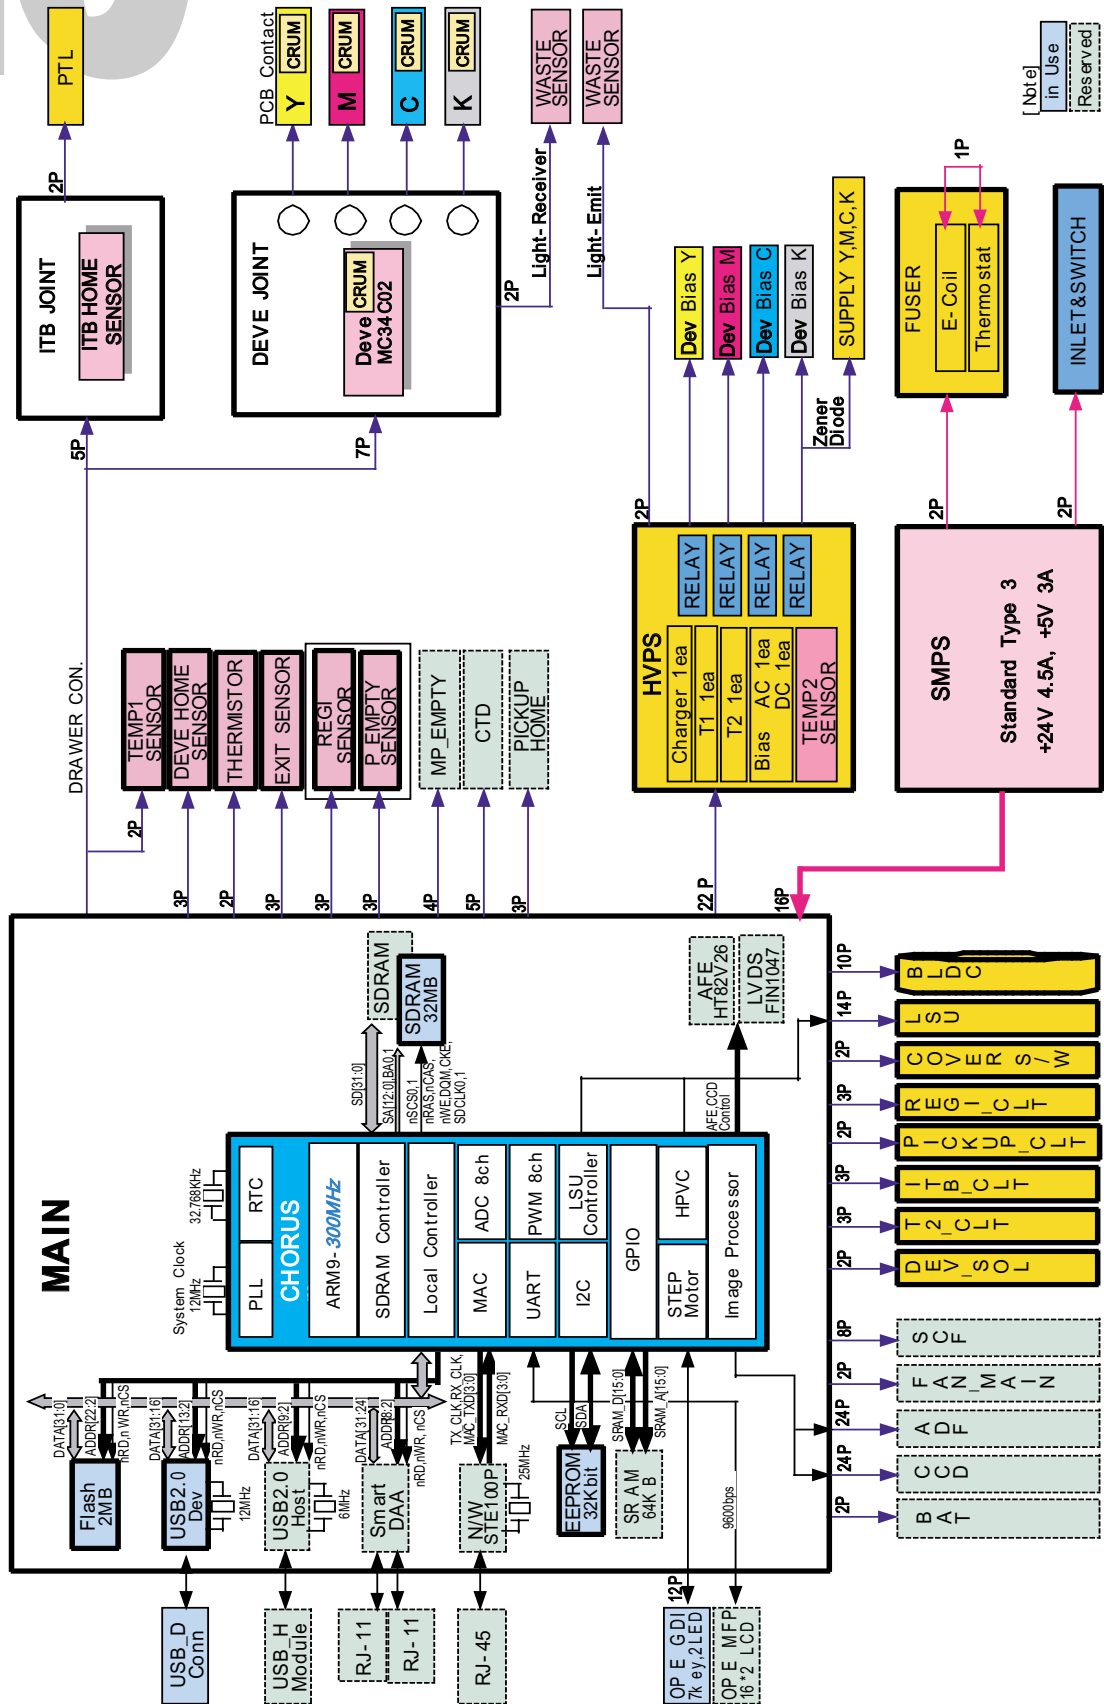 PTL
2P
ITB JOINT
ITB HOME
SENSOR
5P
PCB Contact
Y
CRUM
M
CRUM
C
CRUM
K
CRUM
DEVE JOINT
CRUM
Deve
MC34C02
7P
2P
Light-Receiver
WASTE
SENSOR
Light-Emit
WASTE
SENSOR
[Note]
in Use
Reserved
DRAWER CON.
2P
TEMP1
SENSOR
3P
DEVE HOME
SENSOR
2P
THERMISTOR
3P
EXIT SENSOR
3P
REGI
SENSOR
3P
P_EMPTY
SENSOR
4P
MP_EMPTY
5P
CTD
3P
PICKUP
HOME
22P
HVPS
Charger 1ea
T1 1ea
T2 1ea
Bias AC 1ea
DC 1ea
TEMP2
SENSOR
RELAY
RELAY
RELAY
RELAY
2P
Dev Bias Y
Dev Bias M
Dev Bias C
Dev Bias K
Zener
Diode
SUPPLY Y,M,C,K
FUSER
E-Coil
Thermostat
1P
INLET&SWITCH
2P
2P
SMPS
Standard Type 3
+24V 4.5A, +5V 3A
16P
MAIN
SDRAM
SDRAM
32MB
SD[31:0]
SA[12:0],BA0,1
nSCS0,1
nRAS,nCAS,
nWE,DQM,CKE,
SDCLK0,1
AFE
HT82V26
LVDS
FIN1047
AFE,CCD
Control
System Clock
12MHz
32.768KHz
PLL
RTC
CHORUS
ARM9-300MHz
SDRAM Controller
Local Controller
MAC
ADC 8ch
UART
PWM 8ch
I2C
LSU
Controller
GPIO
STEP
Motor
HPVC
Image Processor
DATA[31:0]
ADDR[22:2]
nRD,nWR,nCS
DATA[31:16]
ADDR[13:2]
nRD,nWR,nCS
DATA[31:16]
ADDR[9:2]
nRD,nWR,nCS
DATA[31:24]
ADDR[8:2]
nRD,nWR,nCS
TX_CLK,RX_CLK,
MAC_TXD[3:0]
MAC_RXD[3:0]
SCL
SDA
SRAM_D[15:0]
SRAM_A[15:0]
Flash
2MB
USB2.0
Dev
12MHz
USB2.0
Host
6MHz
Smart
DAA
N/W
STE100P
25MHz
EEPROM
32Kbit
SRAM
64KB
9600bps
USB_D
Conn
USB_H
Module
RJ-11
RJ-11
RJ-45
12P
OPE GDI
7key,2LED
OPE MFP
16*2 LCD
10P
BLDC
14P
LSU
2P
COVER S/W
3P
REGI_CLT
2P
PICKUP_CLT
3P
ITB_CLT
3P
T2_CLT
2P
DEV_SOL
8P
SCF
2P
FAN_MAIN
24P
ADF
24P
CCD
2P
BAT